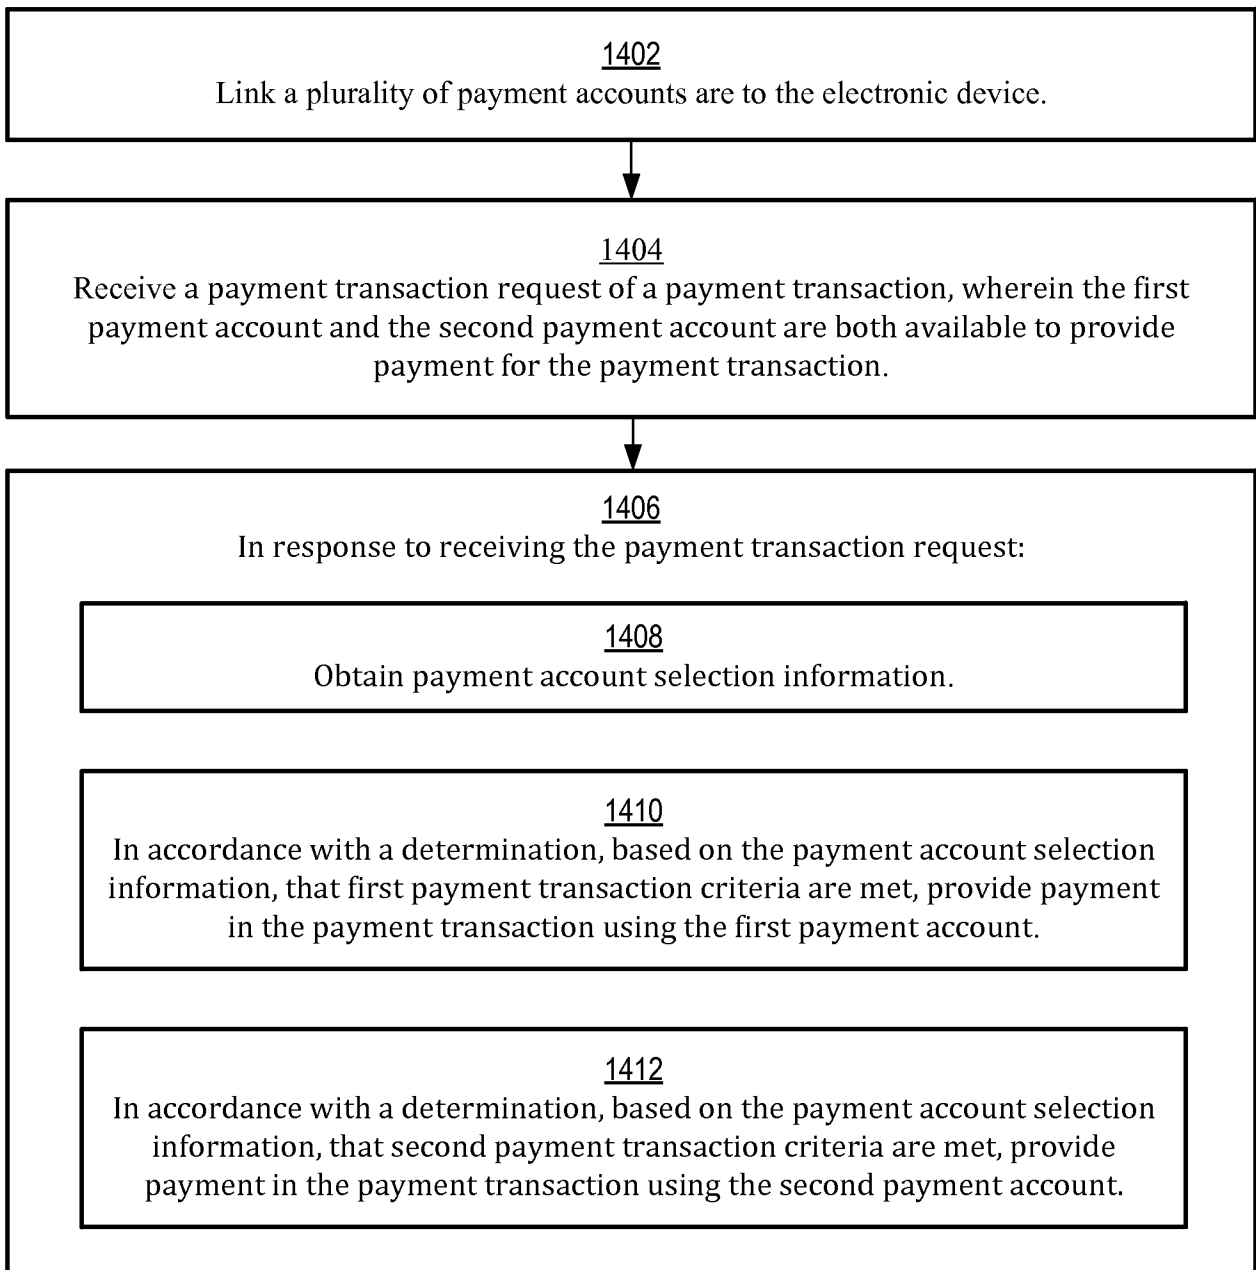 1402
Link a plurality of payment accounts are to the electronic device.
1404
Receive a payment transaction request of a payment transaction, wherein the first
payment account and the second payment account are both available to provide
payment for the payment transaction.
1406
In response to receiving the payment transaction request:
1408
Obtain payment account selection information.
1410
In accordance with a determination, based on the payment account selection
information, that first payment transaction criteria are met, provide payment
in the payment transaction using the first payment account.
1412
In accordance with a determination, based on the payment account selection
information, that second payment transaction criteria are met, provide
payment in the payment transaction using the second payment account.